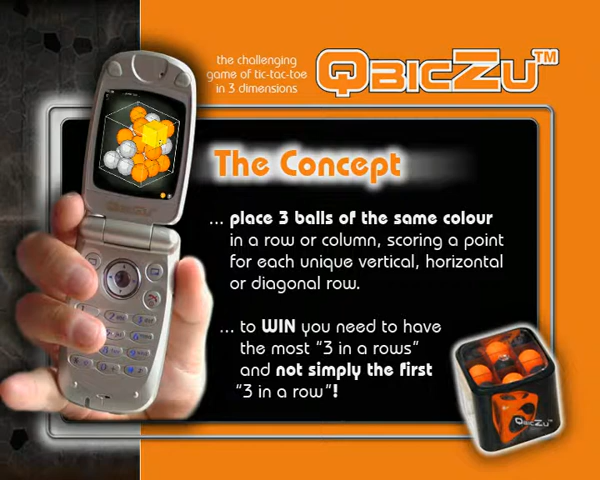 the challenging
game of tic-tac-toe
in 3 dimensions
QBICZU™
The Concept
... place 3 balls of the same colour
in a row or column, scoring a point
for each unique vertical, horizontal
or diagonal row.
... to WIN you need to have
the most "3 in a rows"
and not simply the first
"3 in a row"!
QBICZU
QBICZU™